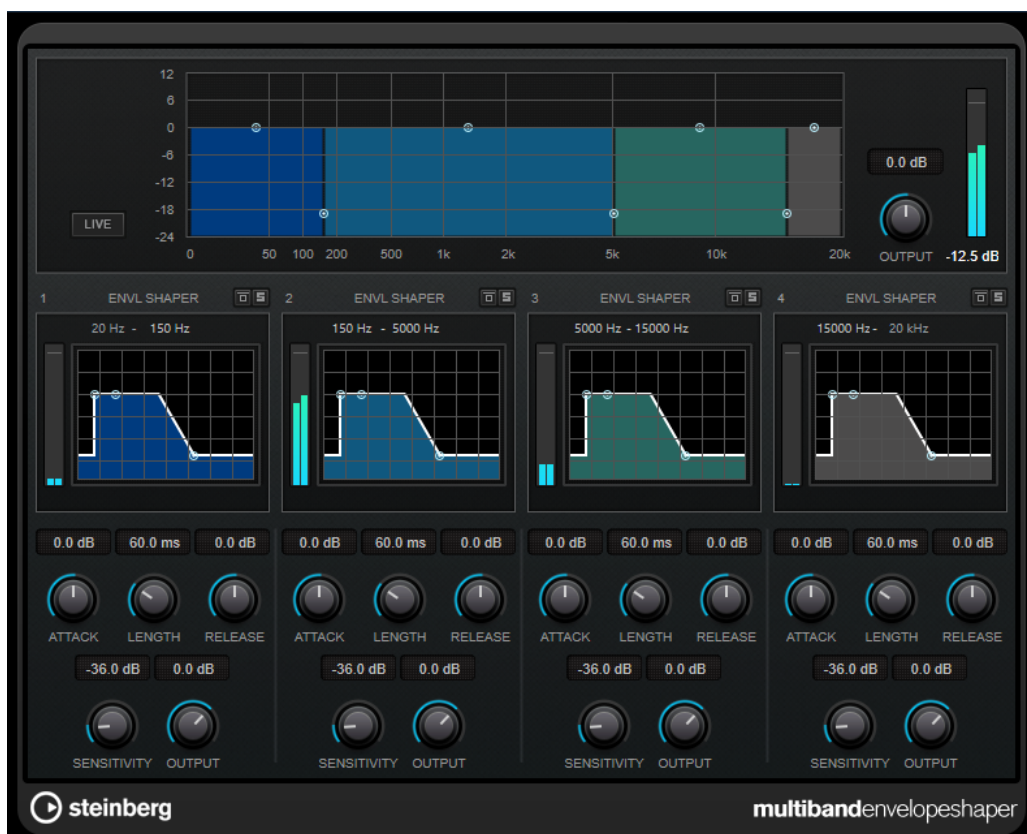 12
6
0
-6
-12
-18
-24
LIVE
0 50 100 200 500 1k 2k 5k 10k 20k
0.0 dB
OUTPUT -12.5 dB
1 ENVL SHAPER S 2 ENVL SHAPER S 3 ENVL SHAPER S 4 ENVL SHAPER S
20 Hz - 150 Hz 150 Hz - 5000 Hz 5000 Hz - 15000 Hz 15000 Hz - 20 kHz
0.0 dB 60.0 ms 0.0 dB 0.0 dB 60.0 ms 0.0 dB 0.0 dB 60.0 ms 0.0 dB 0.0 dB 60.0 ms 0.0 dB
ATTACK LENGTH RELEASE ATTACK LENGTH RELEASE ATTACK LENGTH RELEASE ATTACK LENGTH RELEASE
-36.0 dB 0.0 dB -36.0 dB 0.0 dB -36.0 dB 0.0 dB -36.0 dB 0.0 dB
SENSITIVITY OUTPUT SENSITIVITY OUTPUT SENSITIVITY OUTPUT SENSITIVITY OUTPUT
steinberg multibandenvelopeshaper